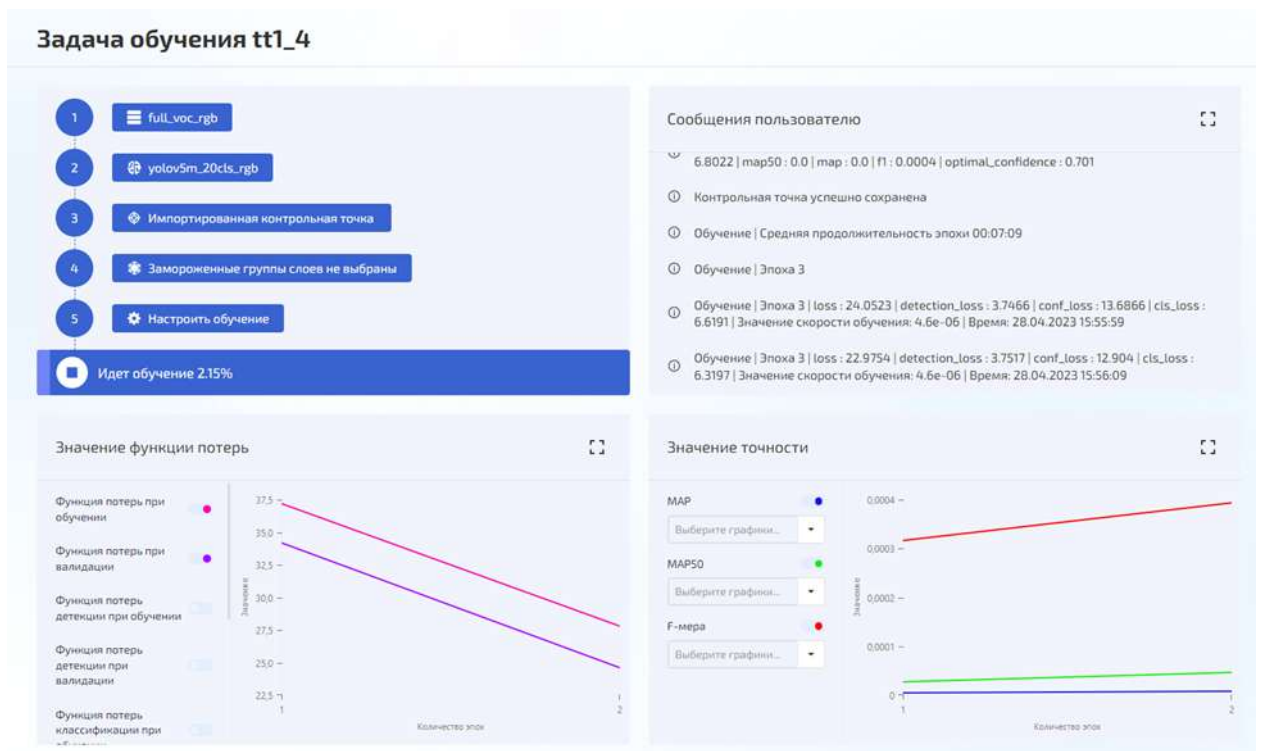 Задача обучения tt1_4
1
full_voc_rgb
2
yolov5m_20cls_rgb
3
Импортированная контрольная точка
4
Замороженные группы слоев не выбраны
5
Настроить обучение
Идет обучение 2.15%
Сообщения пользователю
6.8022 | map50 : 0.0 | map : 0.0 | f1 : 0.0004 | optimal_confidence : 0.701
Контрольная точка успешно сохранена
Обучение | Средняя продолжительность эпохи 00:07:09
Обучение | Эпоха 3
Обучение | Эпоха 3 | loss : 24.0523 | detection_loss : 3.7466 | conf_loss : 13.6866 | cls_loss :
6.6191 | Значение скорости обучения: 4.6e-06 | Время: 28.04.2023 15:55:59
Обучение | Эпоха 3 | loss : 22.9754 | detection_loss : 3.7517 | conf_loss : 12.904 | cls_loss :
6.3197 | Значение скорости обучения: 4.6e-06 | Время: 28.04.2023 15:56:09
Значение функции потерь
Функция потерь при
обучении
Функция потерь при
валидации
Функция потерь
детекции при обучении
Функция потерь
детекции при
валидации
Функция потерь
классификации при
37,5
35,0
32,5
30,0
27,5
25,0
22,5
Значение
1
2
Количество эпох
Значение точности
MAP
Выберите графики...
MAP50
Выберите графики...
F-мера
Выберите графики...
0,0004
0,0003
0,0002
0,0001
0
Значение
1
2
Количество эпох